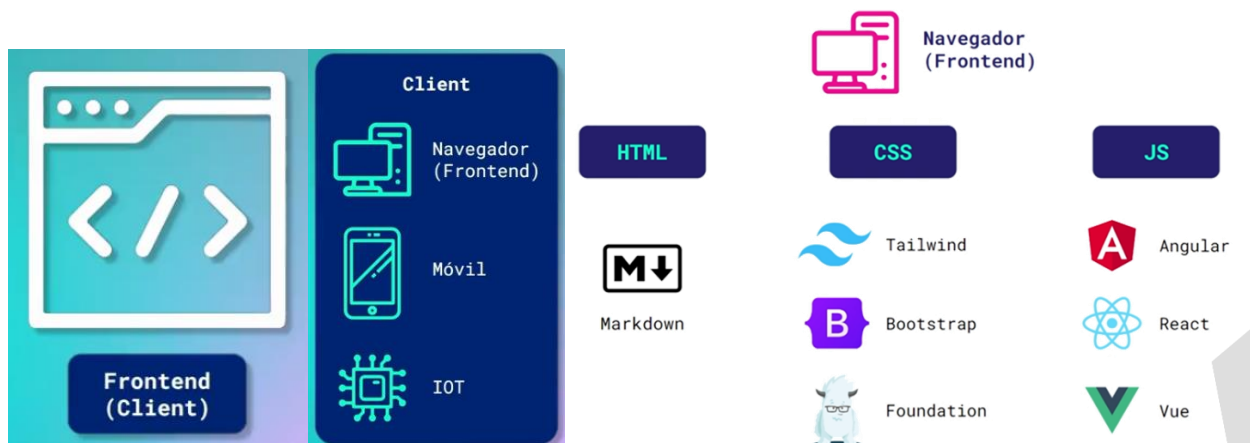 Frontend
(Client)
Client
Navegador
(Frontend)
Móvil
IOT
Navegador
(Frontend)
HTML
CSS
JS
M
Markdown
Tailwind
B
Bootstrap
Foundation
A
Angular
React
Vue